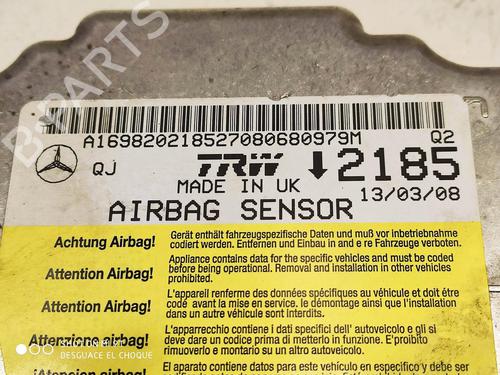 A16982021852708068O979M
Q2
QJ
TRW
2185
MADE IN UK
13/03/08
AIRBAG SENSOR
Achtung Airbag!
Gerät enthält fahrzeugspezifische Daten und muß vor inbetriebnahme
codiert werden. Entfernen und Einbau in and e re Fahrzeuge verboten.
Attention Airbag!
Appliance contains data for the specific vehicles and must be coded
before being operational. Removal and installation in other vehicles
prohibited.
Attention Airbag!
L'appareil renferme des données spécifiques au véhicule et doit être
codé avant la mise en service. le démontage ainsi que l'installation
dans un autre véhicule sont interdits.
Attenzione airbag!
L'apparecchio contiene i dati specifici dell' autoveicolo e gli si
deve dare un codice prima di metterlo in funzione. E'proibito
rimuoverlo e montarlo su altro autoveicolo.
¡Atención airbag!
El aparato contiene datos para el vehículo en específico y debe ser
B-PARTS
DESGUACE EL CHOQUE